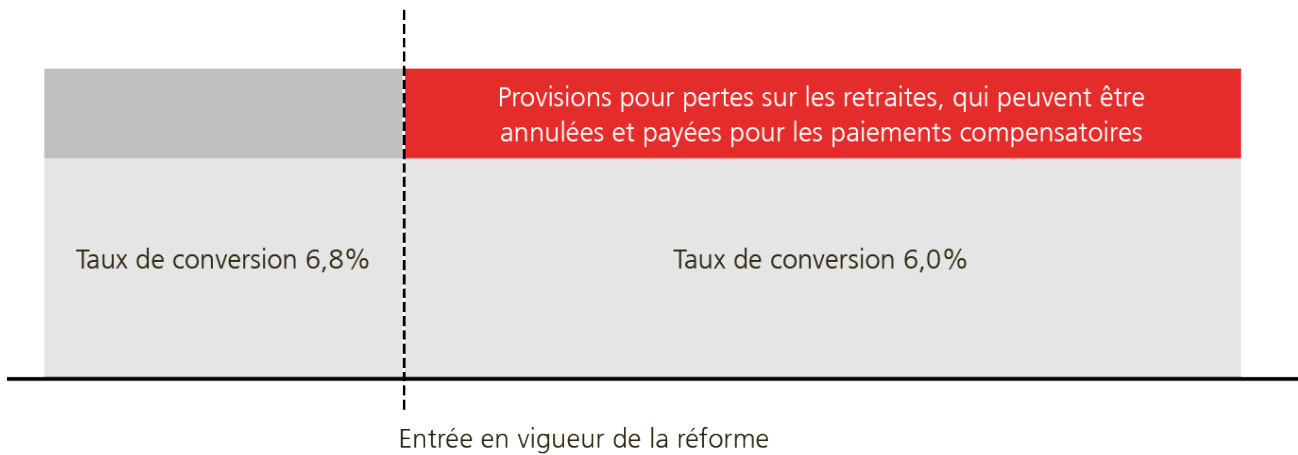 Provisions pour pertes sur les retraites, qui peuvent être
annulées et payées pour les paiements compensatoires
Taux de conversion 6,8%
Taux de conversion 6,0%
Entrée en vigueur de la réforme